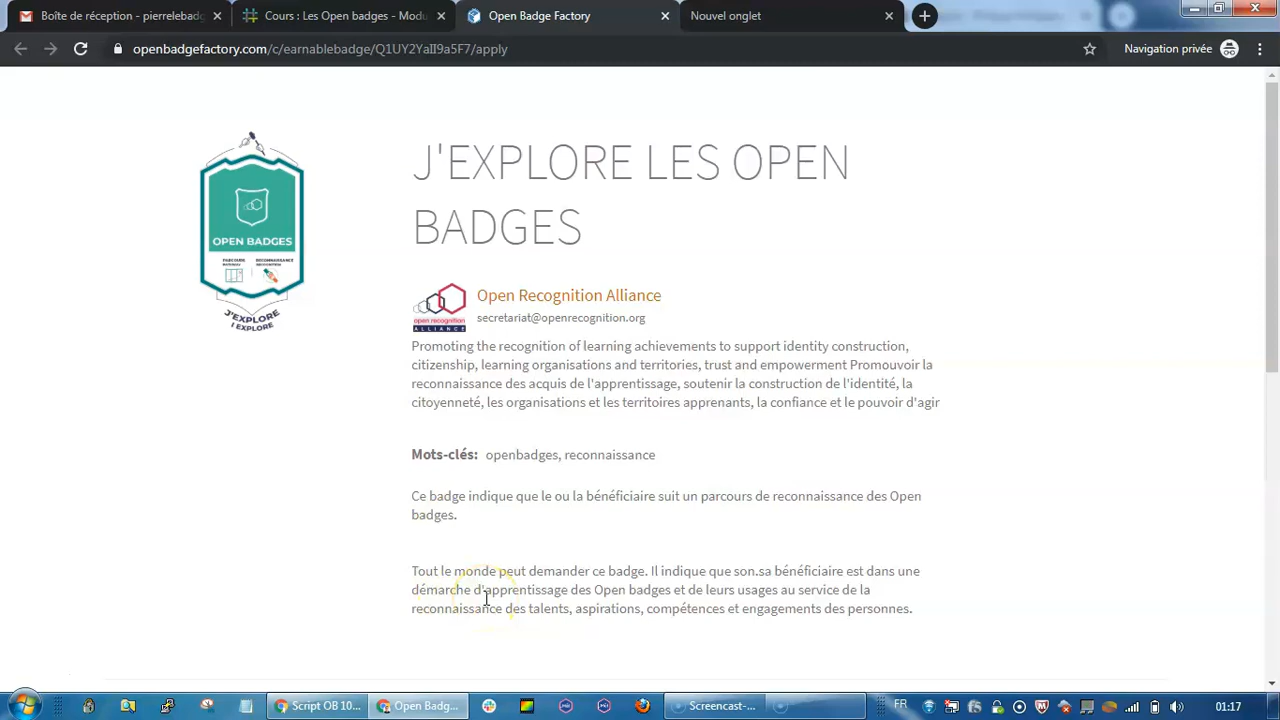 Boîte de réception - pierrelebadg
Cours : Les Open badges - Modu
Open Badge Factory
Nouvel onglet
openbadgefactory.com/c/earnablebadge/Q1UY2YaII9a5F7/apply
Navigation privée
J'EXPLORE LES OPEN
BADGES
OPEN BADGES
PARCOURS
RECONNAISSANCE
J'EXPLORE
I EXPLORE
open recognition
ALLIANCE
Open Recognition Alliance
secretariat@openrecognition.org
Promoting the recognition of learning achievements to support identity construction,
citizenship, learning organisations and territories, trust and empowerment Promouvoir la
reconnaissance des acquis de l'apprentissage, soutenir la construction de l'identité, la
citoyenneté, les organisations et les territoires apprenants, la confiance et le pouvoir d'agir
Mots-clés: openbadges, reconnaissance
Ce badge indique que le ou la bénéficiaire suit un parcours de reconnaissance des Open
badges.
Tout le monde peut demander ce badge. Il indique que son.sa bénéficiaire est dans une
démarche d'apprentissage des Open badges et de leurs usages au service de la
reconnaissance des talents, aspirations, compétences et engagements des personnes.
Script OB 10...
Open Badg...
Screencast-...
FR
01:17